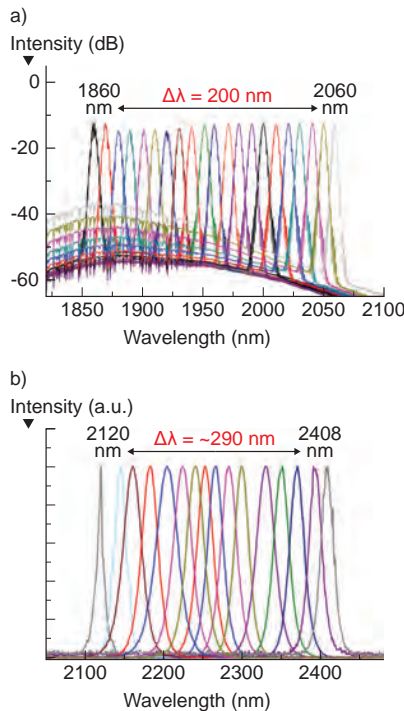 a)
Intensity (dB)
0
1860
nm
Δλ = 200 nm
2060
nm
-20
-40
-60
1850 1900 1950 2000 2050 2100
Wavelength (nm)
b)
Intensity (a.u.)
2120
nm
Δλ = ~290 nm
2408
nm
2100 2200 2300 2400
Wavelength (nm)